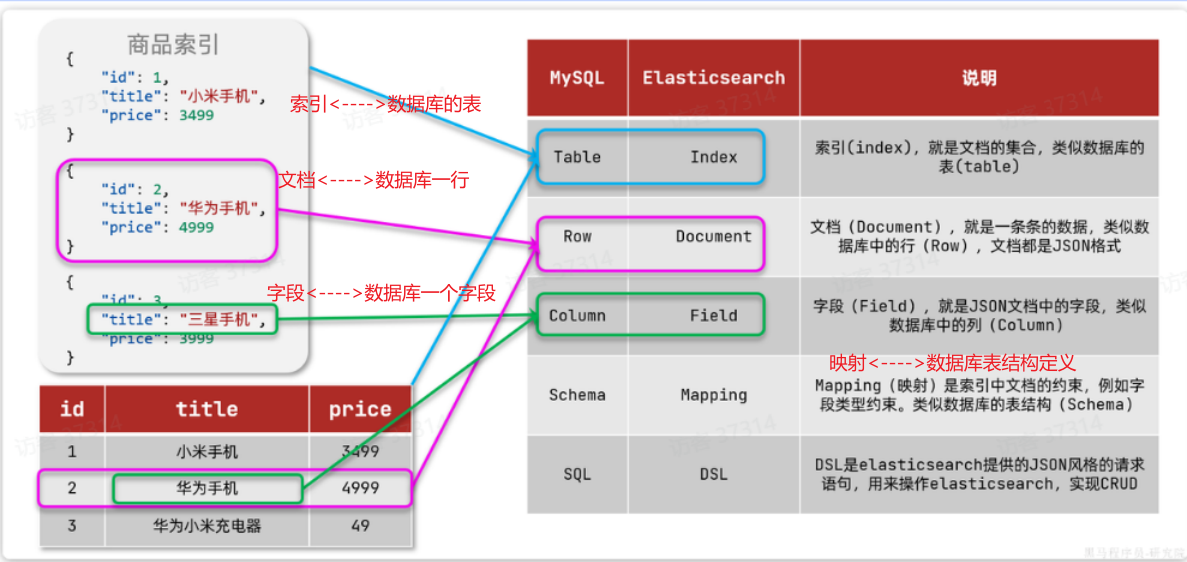 商品索引
{
"id": 1,
"title": "小米手机",
"price": 3499
}
{
"id": 2,
"title": "华为手机",
"price": 4999
}
{
"id": 3,
"title": "三星手机",
"price": 3999
}
索引<---->数据库的表
文档<---->数据库一行
字段<---->数据库一个字段
id title price
1 小米手机 3499
2 华为手机 4999
3 华为小米充电器 49
MySQL Elasticsearch 说明
Table Index 索引(index)，就是文档的集合，类似数据库的
表(table)
Row Document 文档（Document），就是一条条的数据，类似数
据库中的行（Row），文档都是JSON格式
Column Field 字段（Field），就是JSON文档中的字段，类似
数据库中的列（Column）
映射<---->数据库表结构定义
Schema Mapping Mapping（映射）是索引中文档的约束，例如字
段类型约束。类似数据库的表结构（Schema）
SQL DSL DSL是elasticsearch提供的JSON风格的请求
语句，用来操作elasticsearch，实现CRUD
访客 37314
黑马程序员-研究院